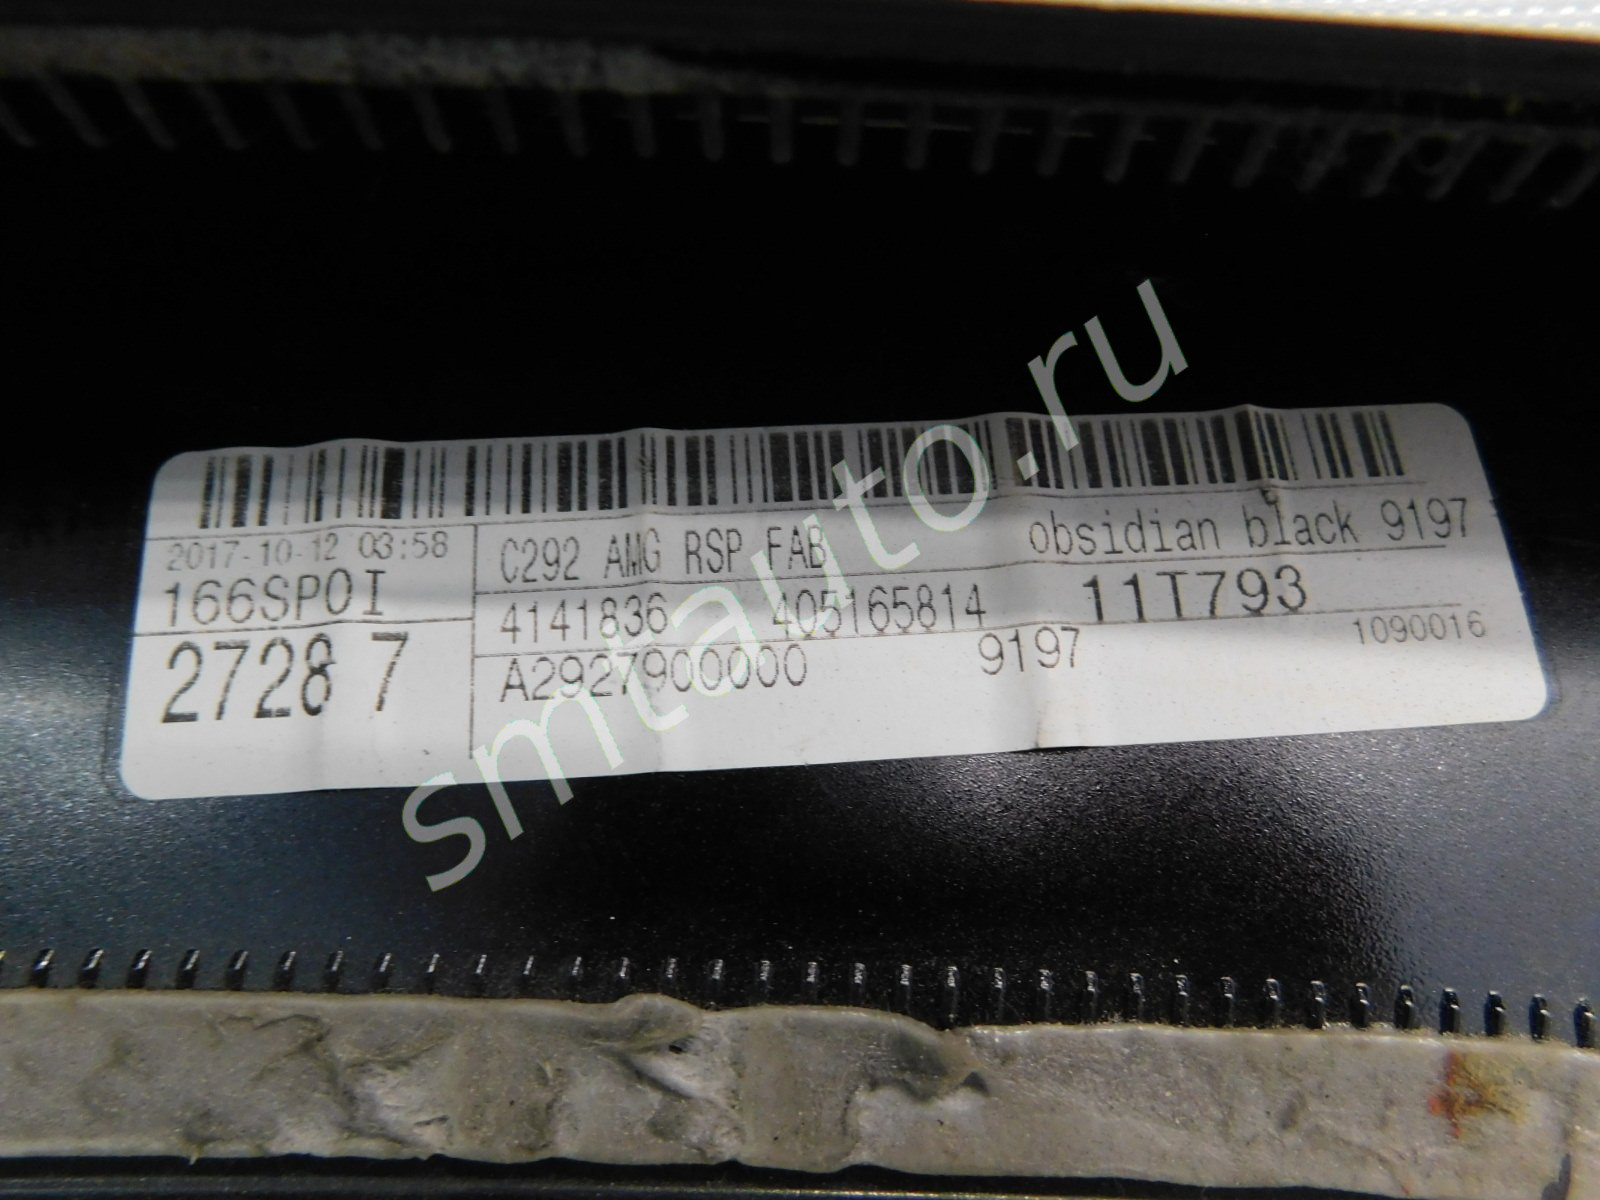 2017-10-12 03:58
166SPOI
2728 7
C292 AMG RSP FAB obsidian black 9197
4141836 405165814 11T793
A2927900000 9197 1090016
smtauto.ru